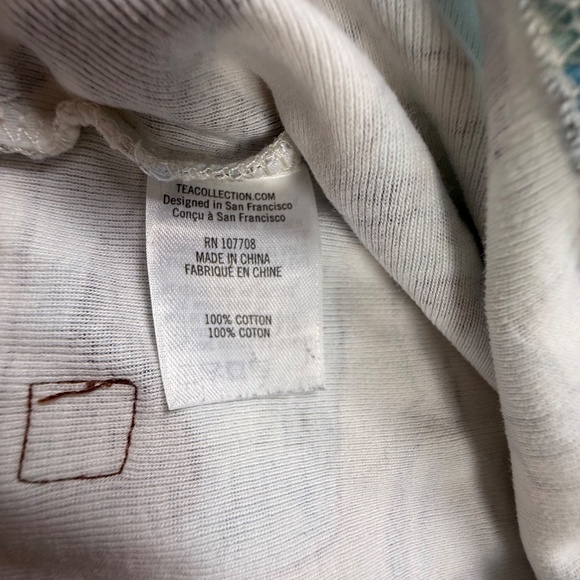 TEACOLLECTION.COM
Designed in San Francisco
Conçu à San Francisco
RN 107708
MADE IN CHINA
FABRIQUÉ EN CHINE
100% COTTON
100% COTON